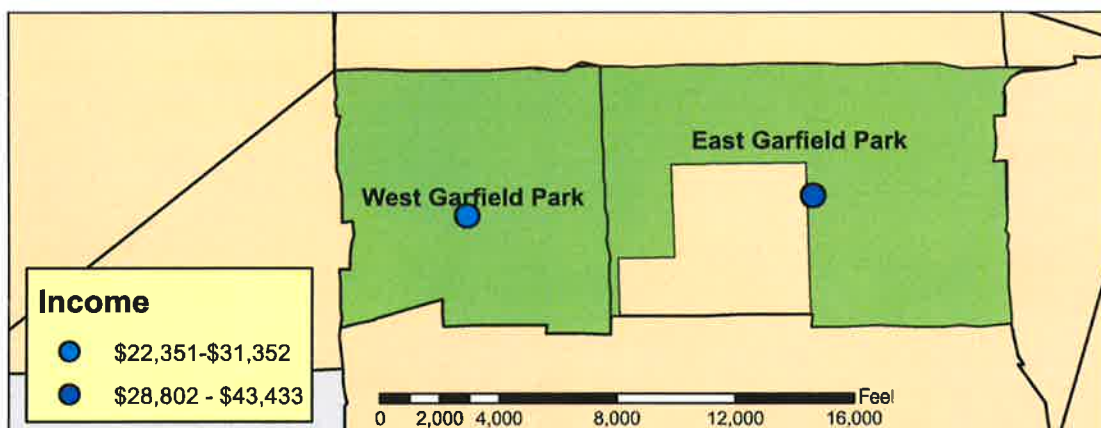 East Garfield Park
West Garfield Park
Income
$22,351-$31,352
$28,802 - $43,433
Feet
0 2,000 4,000 8,000 12,000 16,000